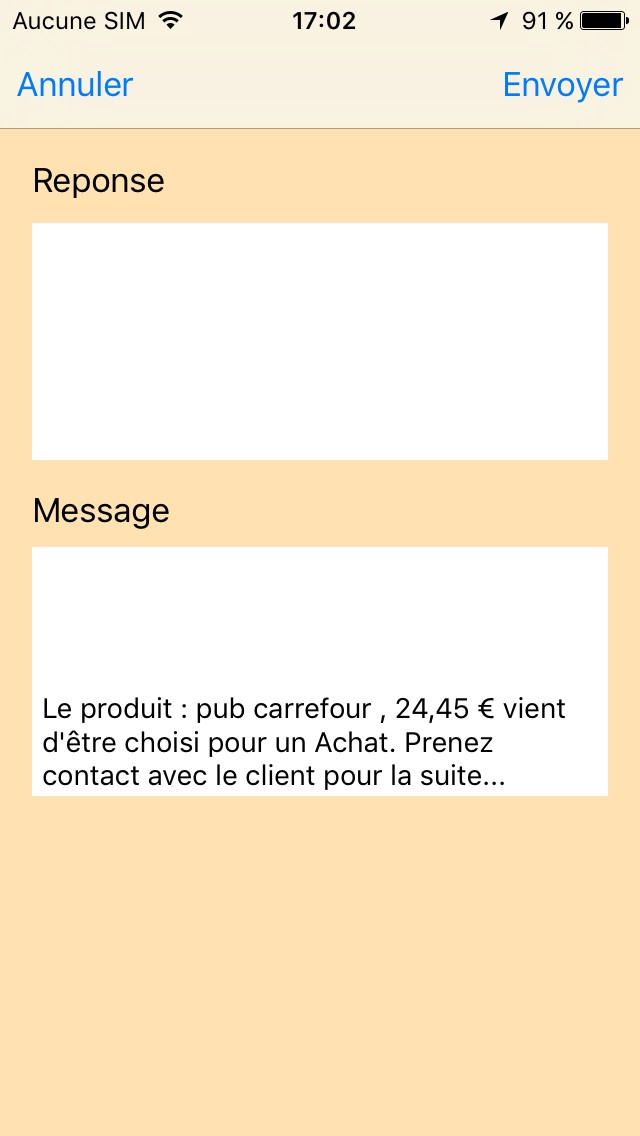 Aucune SIM 17:02 91 %
Annuler Envoyer
Reponse
Message
Le produit : pub carrefour , 24,45 € vient
d'être choisi pour un Achat. Prenez
contact avec le client pour la suite...